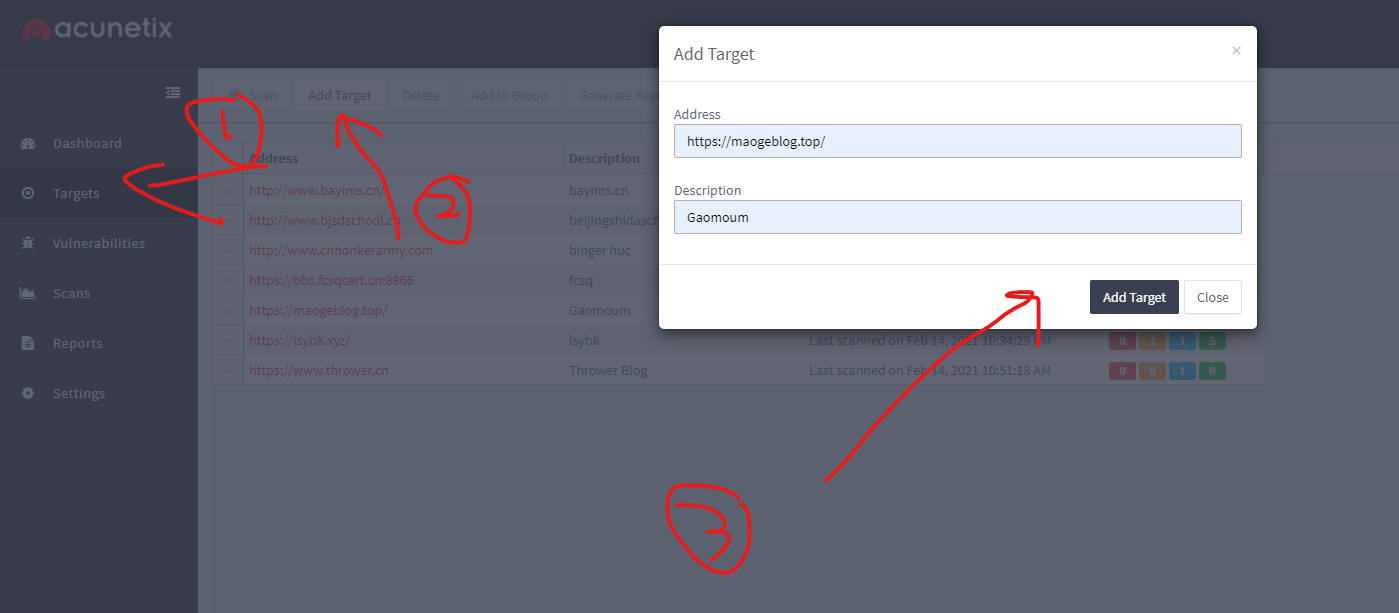 acunetix
Add Target
×
Address
https://maogeblog.top/
Description
Gaomoum
Add Target
Close
Scan
Add Target
Delete
Add to Group
Generate Rep
1
2
3
Dashboard
Targets
Vulnerabilities
Scans
Reports
Settings
Address
Description
http://www.bayims.cn/
bayims.cn
http://www.bjsdschool.cn
beijingshidasch
http://www.cnhonkerarmy.com
binger huc
https://bbs.fcsqcert.cn:8866
fcsq
https://maogeblog.top/
Gaomoum
https://lsybk.xyz/
lsybk
Last scanned on Feb 14, 2021 10:34:29 PM
0 1 1 5
https://www.thrower.cn
Thrower Blog
Last scanned on Feb 14, 2021 10:51:18 AM
0 0 1 0